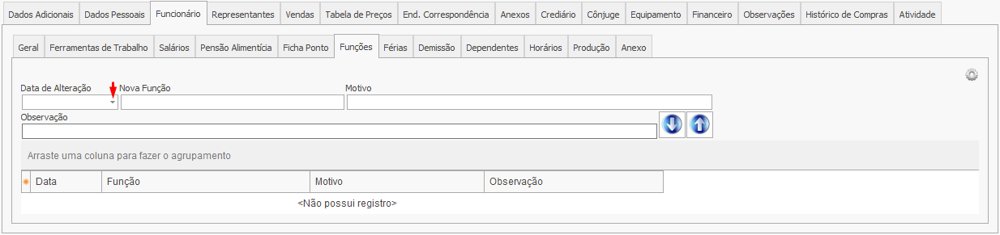 Dados Adicionais Dados Pessoais Funcionário Representantes Vendas Tabela de Preços End. Correspondência Anexos Crediário Cônjuge Equipamento Financeiro Observações Histórico de Compras Atividade
Geral Ferramentas de Trabalho Salários Pensão Alimentícia Ficha Ponto Funções Férias Demissão Dependentes Horários Produção Anexo
Data de Alteração Nova Função Motivo
Observação
Arraste uma coluna para fazer o agrupamento
Data Função Motivo Observação
<Não possui registro>